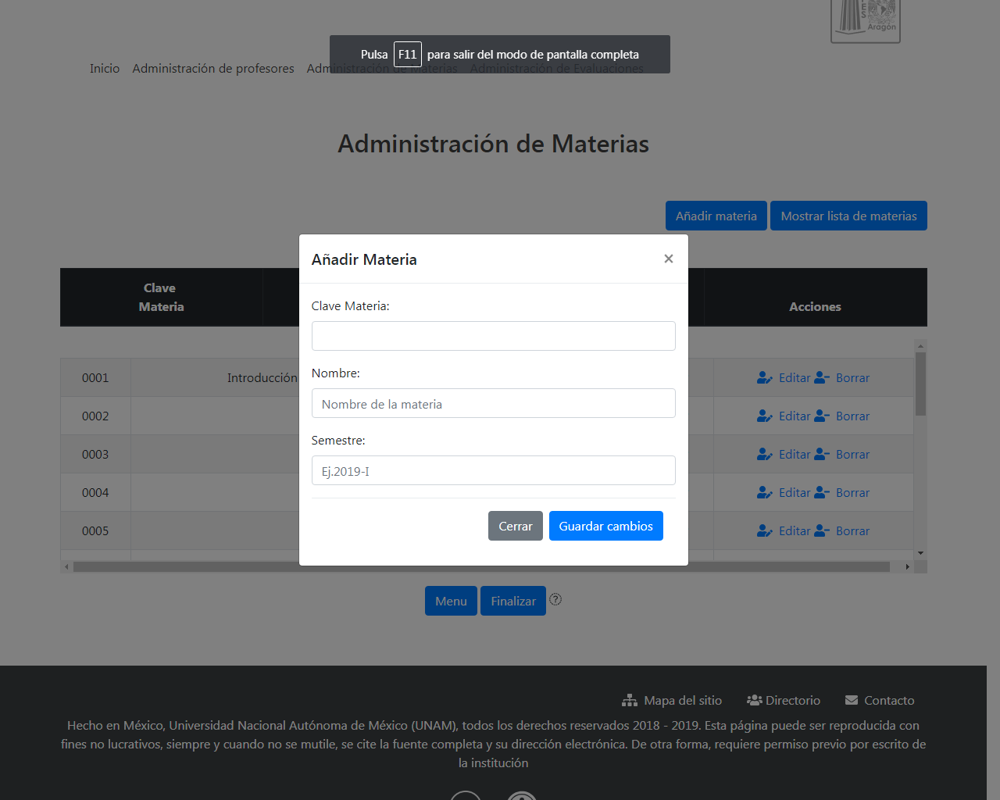 Aragón
Pulsa F11 para salir del modo de pantalla completa
Inicio Administración de profesores Administración de Materias Administración de Evaluaciones
Administración de Materias
Añadir materia Mostrar lista de materias
Añadir Materia ×
Clave
Materia
Acciones
Clave Materia:
Nombre:
Nombre de la materia
Semestre:
Ej.2019-I
Cerrar Guardar cambios
0001 Introducción Editar Borrar
0002 Editar Borrar
0003 Editar Borrar
0004 Editar Borrar
0005 Editar Borrar
Menu Finalizar ?
Mapa del sitio Directorio Contacto
Hecho en México, Universidad Nacional Autónoma de México (UNAM), todos los derechos reservados 2018 - 2019. Esta página puede ser reproducida con
fines no lucrativos, siempre y cuando no se mutile, se cite la fuente completa y su dirección electrónica. De otra forma, requiere permiso previo por escrito de
la institución